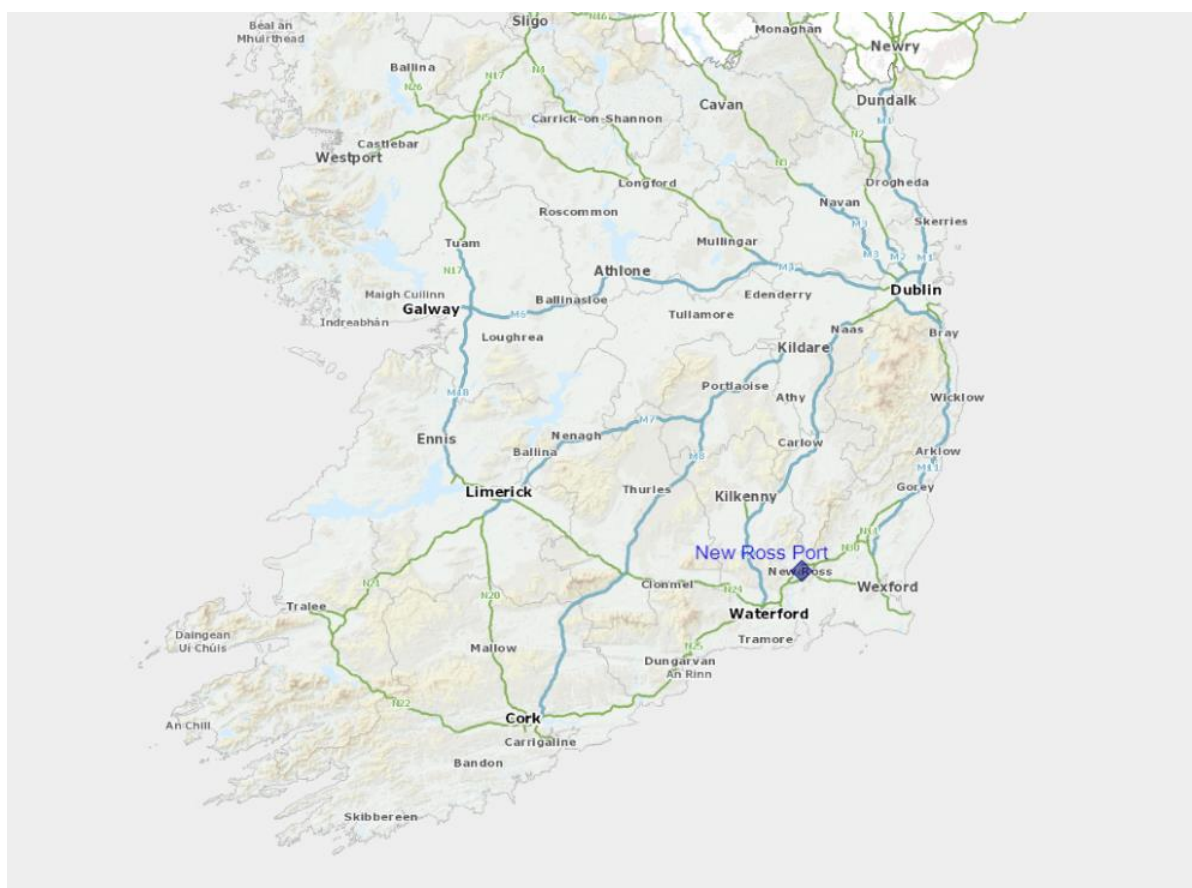 Sligo
N16
Béal an
Mhuirthead
Monaghan
Newry
Ballina
N17
N4
N26
Cavan
Dundalk
M1
Carrick-on-Shannon
N5
N2
Castlebar
Westport
N3
Longford
Drogheda
Navan
Roscommon
Skerries
M3
Tuam
Mullingar
M3
M2
M1
N17
Athlone
Dublin
Maigh Cuilinn
Ballinasloe
Edenderry
Galway
M6
Tullamore
Indreabhán
Loughrea
Naas
Bray
Kildare
Portlaoise
M18
Athy
Wicklow
M7
Ennis
Nenagh
Carlow
Ballina
Arklow
M8
M11
Limerick
Thurles
Kilkenny
Gorey
N11
New Ross Port
N30
New Ross
N21
Clonmel
N24
Wexford
N20
Tralee
Waterford
Daingean
Uí Chúis
Tramore
Mallow
N25
Dungarvan
An Rinn
N22
An Chill
Cork
Carrigaline
Bandon
Skibbereen